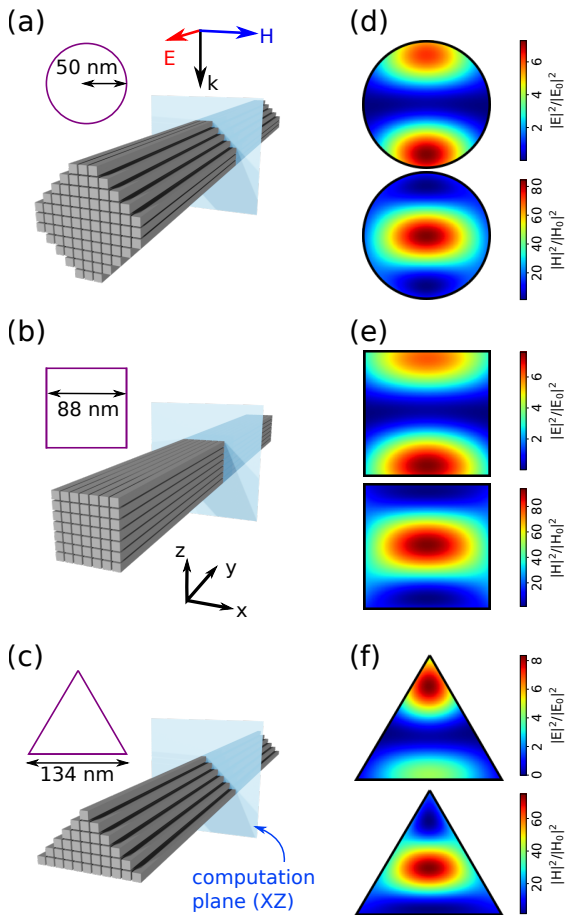 (a)
50 nm
E
H
k
(d)
2
4
6
|E|²/|E₀|²
20
40
60
80
|H|²/|H₀|²
(b)
88 nm
z
y
x
(e)
2
4
6
|E|²/|E₀|²
20
40
60
80
|H|²/|H₀|²
(c)
134 nm
computation
plane (XZ)
(f)
0
2
4
6
8
|E|²/|E₀|²
20
40
60
|H|²/|H₀|²